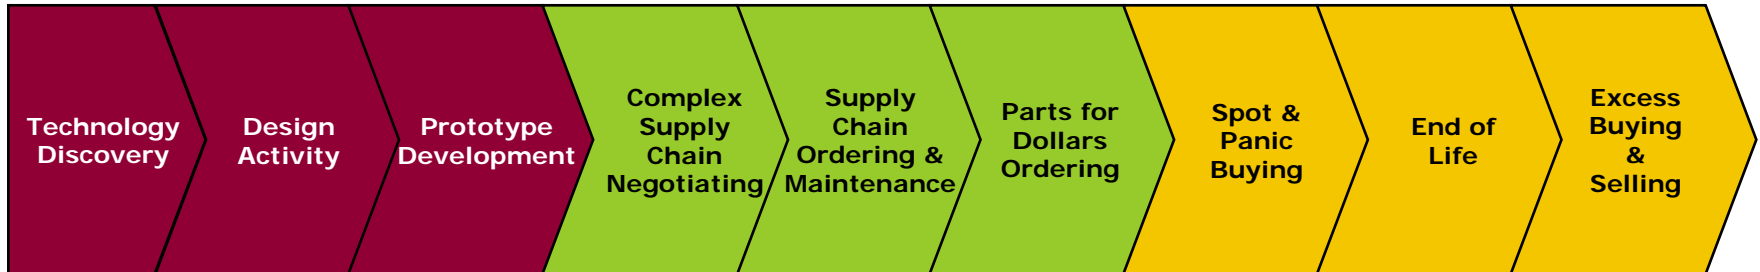 Technology
Discovery
Design
Activity
Prototype
Development
Complex
Supply
Chain
Negotiating
Supply
Chain
Ordering &
Maintenance
Parts for
Dollars
Ordering
Spot &
Panic
Buying
End of
Life
Excess
Buying
&
Selling